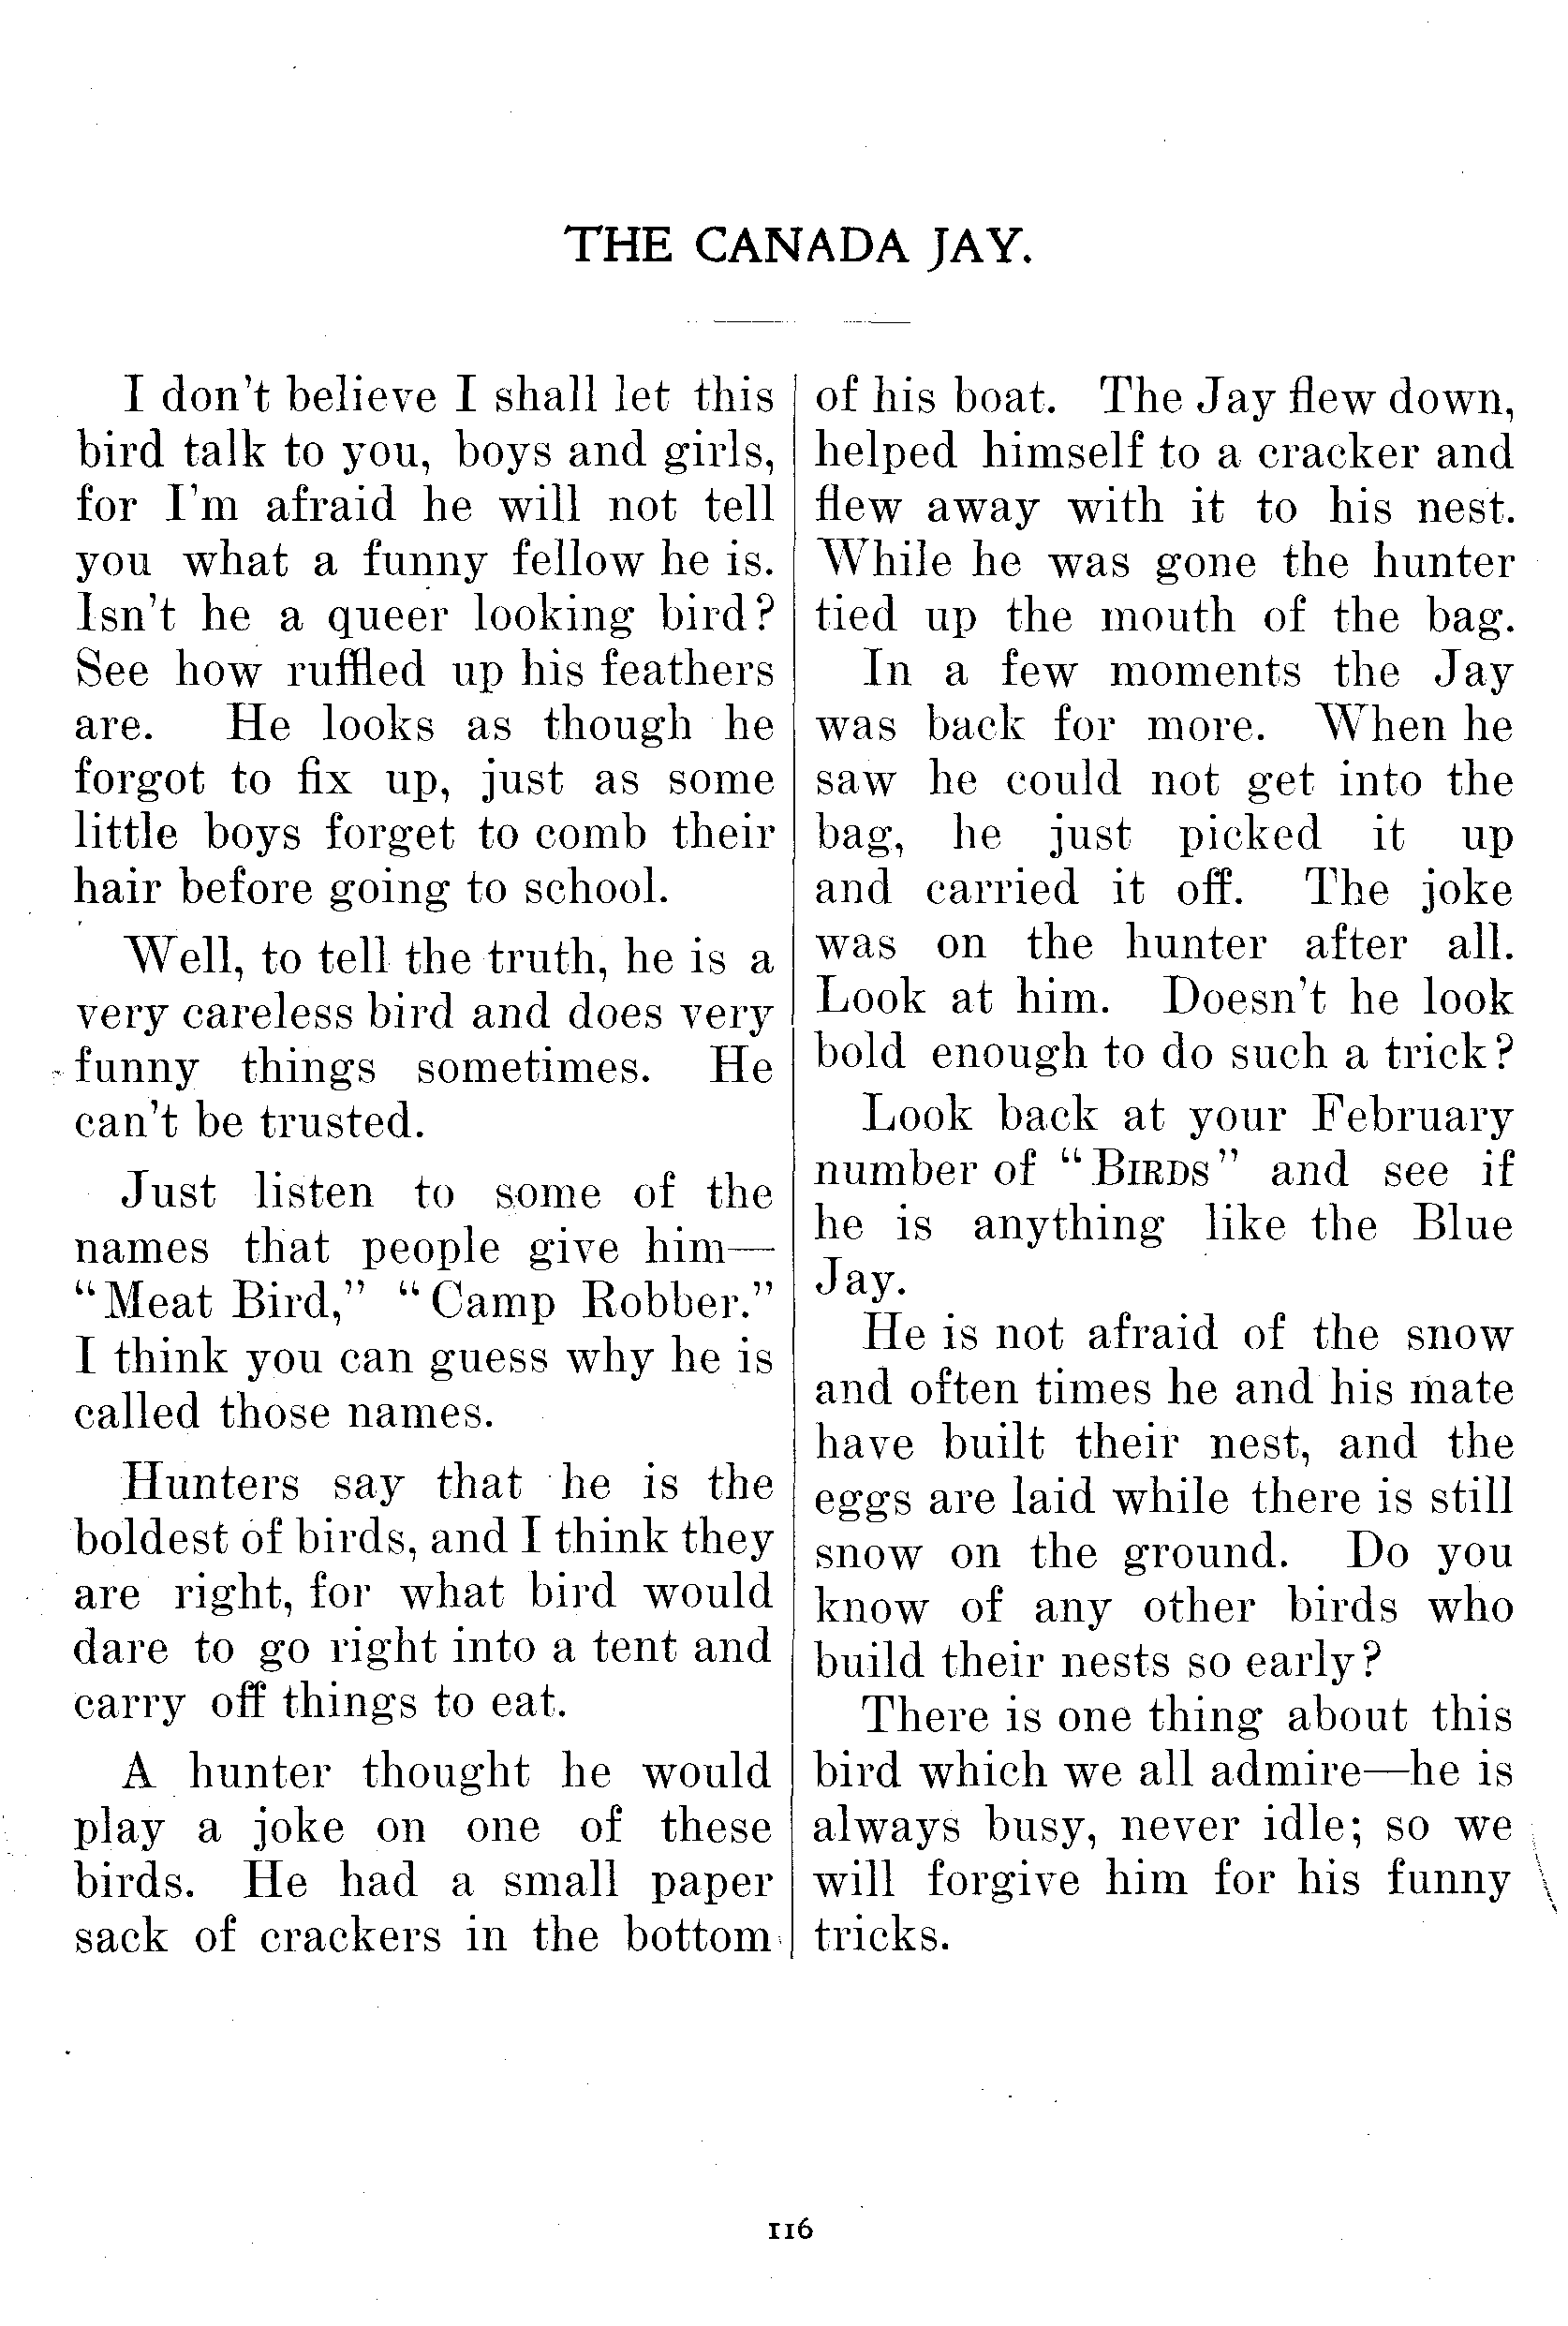 THE CANADA JAY.
I don't believe I shall let this
bird talk to you, boys and girls,
for I'm afraid he will not tell
you what a funny fellow he is.
Isn't he a queer looking bird?
See how ruffled up his feathers
are. He looks as though he
forgot to fix up, just as some
little boys forget to comb their
hair before going to school.
Well, to tell the truth, he is a
very careless bird and does very
funny things sometimes. He
can't be trusted.
Just listen to some of the
names that people give him—
"Meat Bird," "Camp Robber."
I think you can guess why he is
called those names.
Hunters say that he is the
boldest of birds, and I think they
are right, for what bird would
dare to go right into a tent and
carry off things to eat.
A hunter thought he would
play a joke on one of these
birds. He had a small paper
sack of crackers in the bottom
of his boat. The Jay flew down,
helped himself to a cracker and
flew away with it to his nest.
While he was gone the hunter
tied up the mouth of the bag.
In a few moments the Jay
was back for more. When he
saw he could not get into the
bag, he just picked it up
and carried it off. The joke
was on the hunter after all.
Look at him. Doesn't he look
bold enough to do such a trick?
Look back at your February
number of "BIRDS" and see if
he is anything like the Blue
Jay.
He is not afraid of the snow
and often times he and his mate
have built their nest, and the
eggs are laid while there is still
snow on the ground. Do you
know of any other birds who
build their nests so early?
There is one thing about this
bird which we all admire—he is
always busy, never idle; so we
will forgive him for his funny
tricks.
116